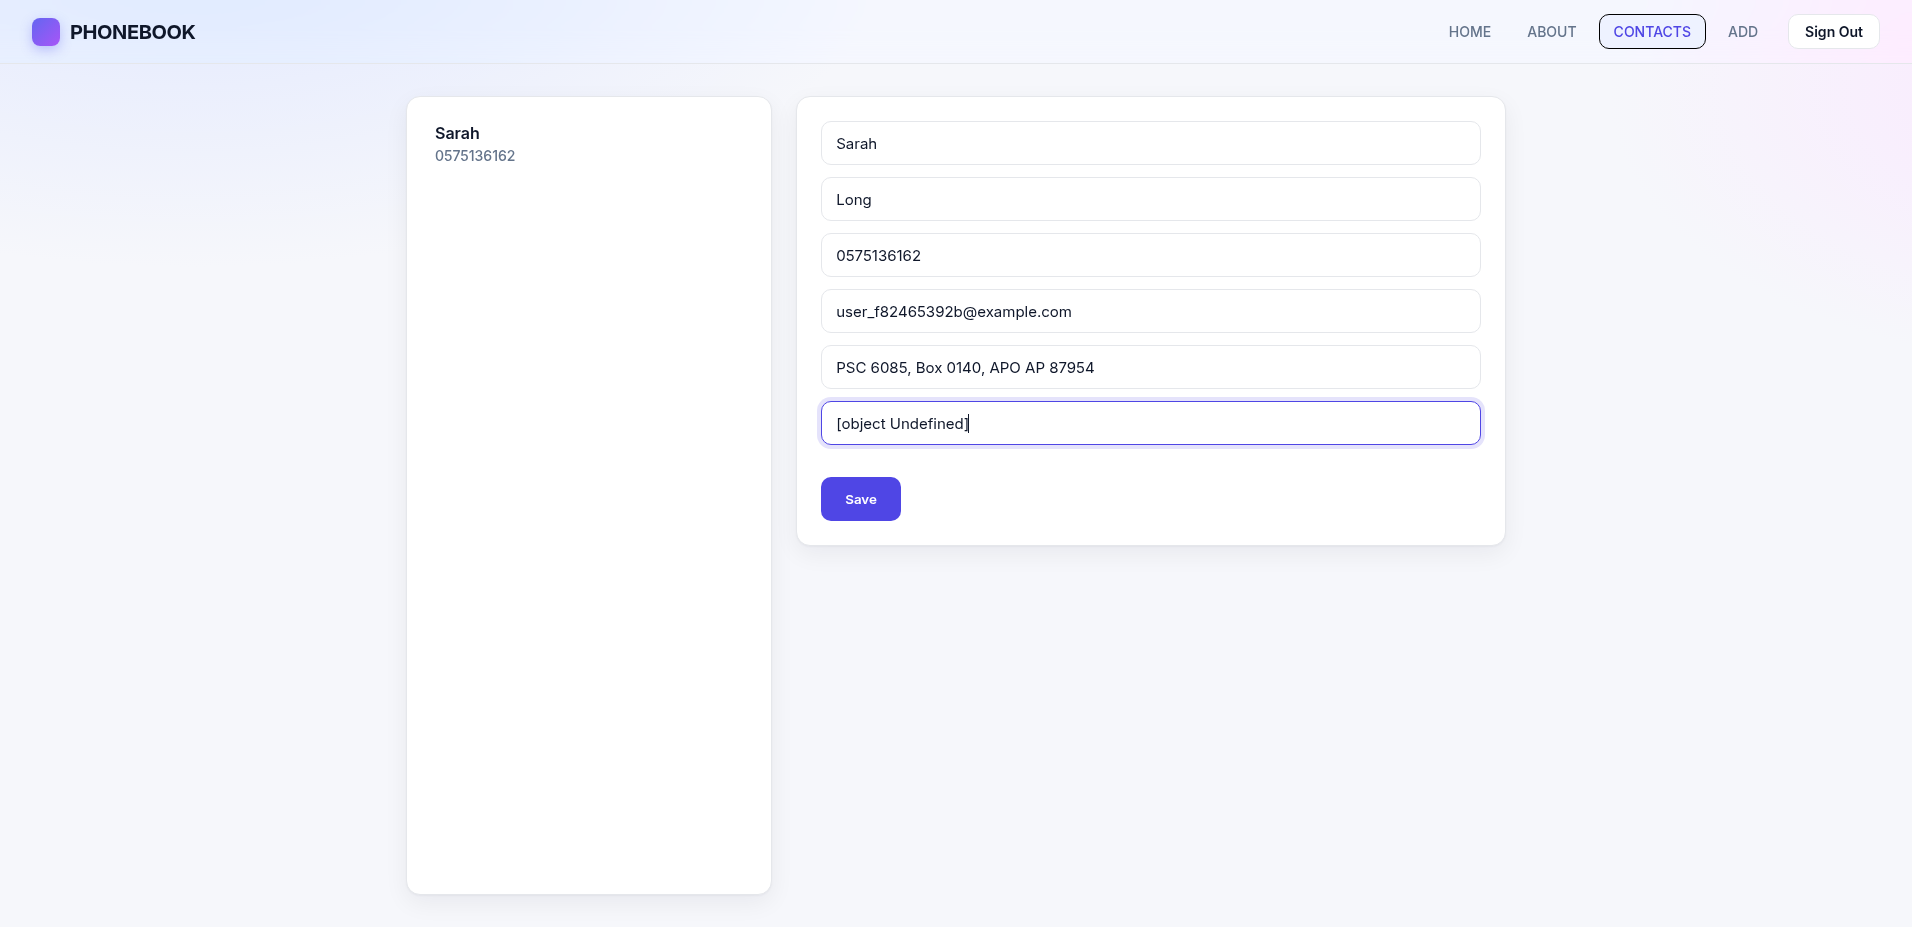 PHONEBOOK
HOME
ABOUT
CONTACTS
ADD
Sign Out
Sarah
0575136162
Sarah
Long
0575136162
user_f82465392b@example.com
PSC 6085, Box 0140, APO AP 87954
[object Undefined]
Save